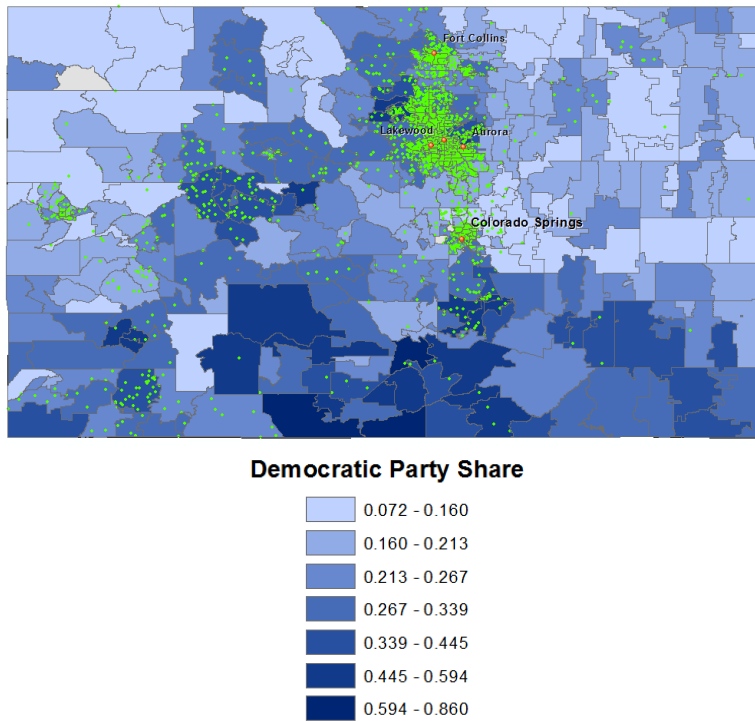 Fort Collins
Lakewood
Aurora
Colorado Springs
Democratic Party Share
0.072 - 0.160
0.160 - 0.213
0.213 - 0.267
0.267 - 0.339
0.339 - 0.445
0.445 - 0.594
0.594 - 0.860